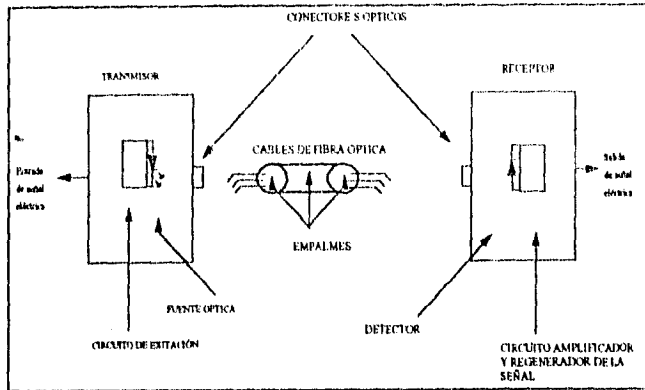 CONECTORES OPTICOS
TRANSMISOR
RECEPTOR
CABLES DE FIBRA OPTICA
Entrada
de señal
eléctrica
Salida
de señal
eléctrica
EMPALMES
FUENTE OPTICA
CIRCUITO DE EXITACIÓN
DETECTOR
CIRCUITO AMPLIFICADOR
Y REGENERADOR DE LA
SEÑAL